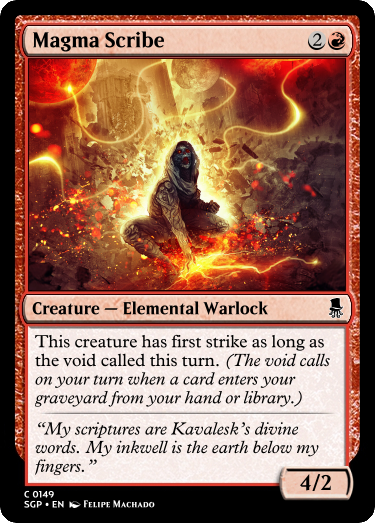 Magma Scribe 2
Creature — Elemental Warlock
This creature has first strike as long as
the void called this turn. (The void calls
on your turn when a card enters your
graveyard from your hand or library.)
“My scriptures are Kavalesk’s divine
words. My inkwell is the earth below my
fingers.”
4/2
C 0149
SGP • EN Felipe Machado